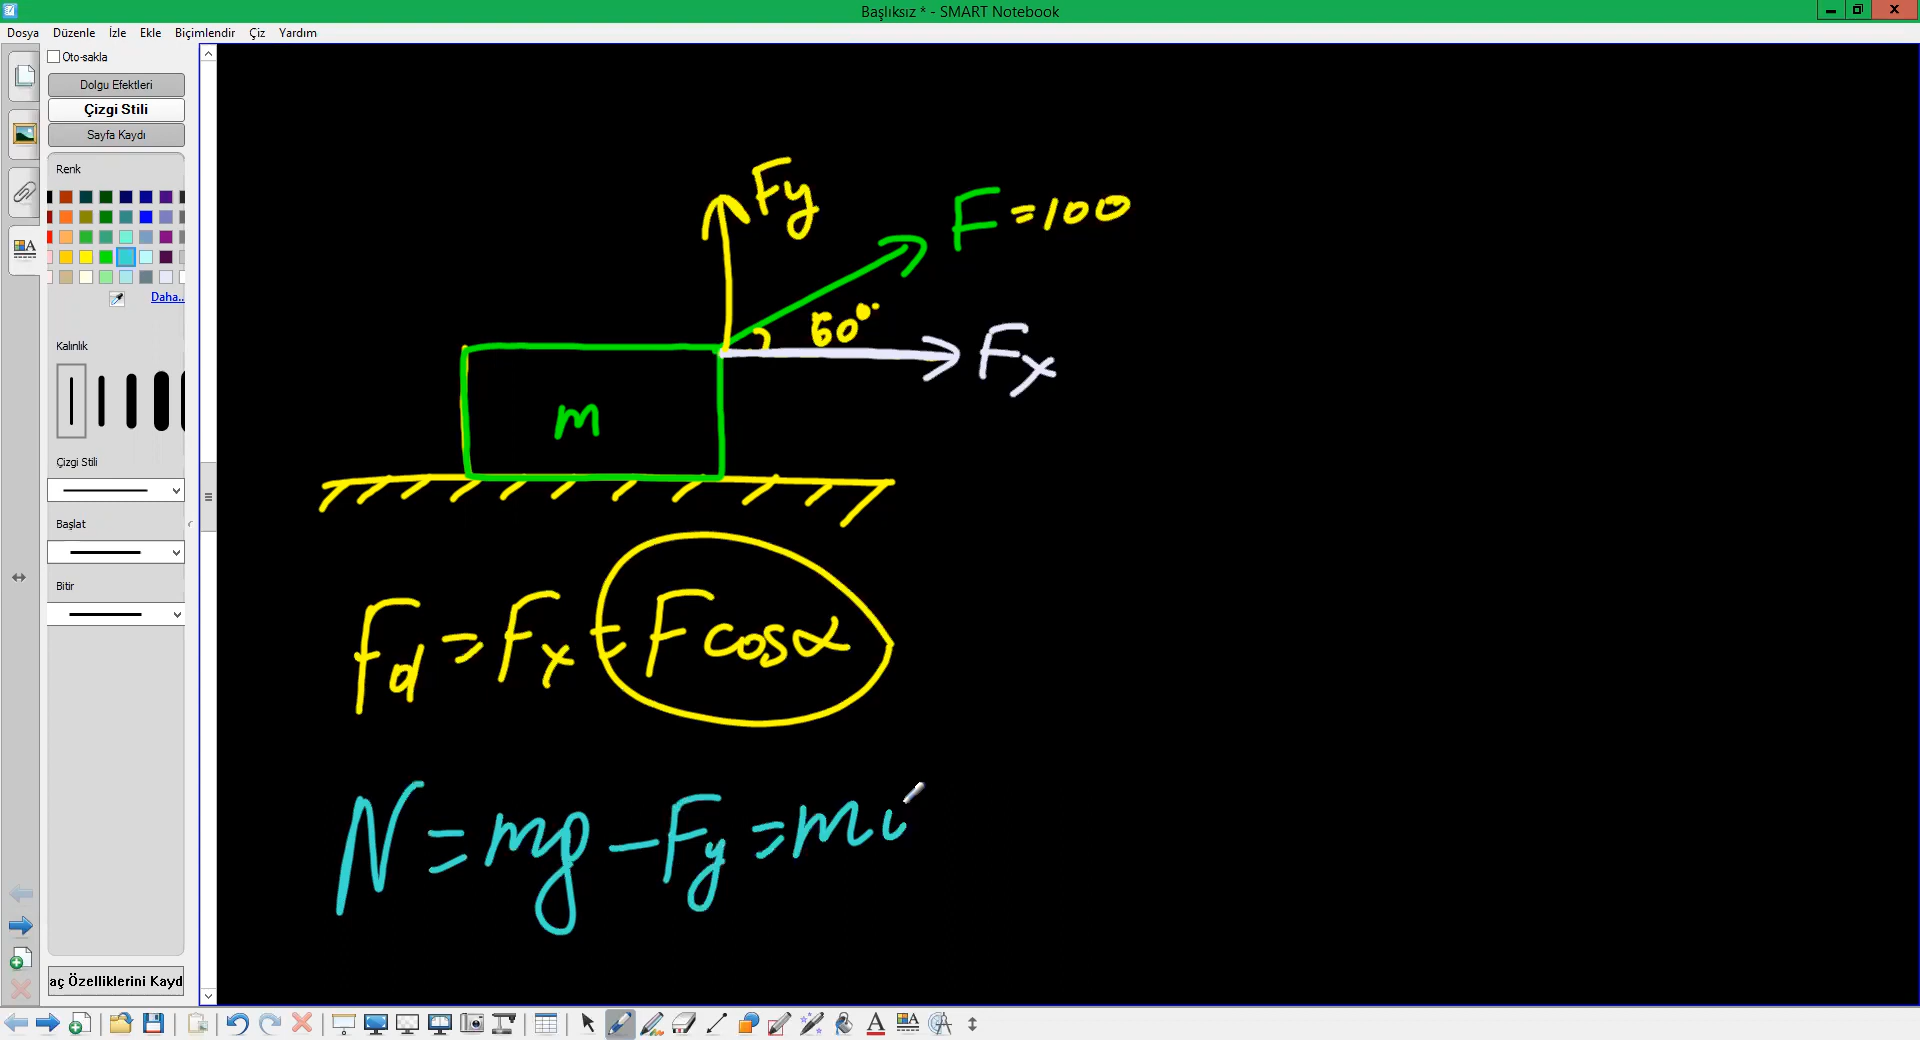 Başlıksız * - SMART Notebook
Dosya Düzenle İzle Ekle Biçimlendir Çiz Yardım
Oto-sakla
Dolgu Efektleri
Çizgi Stili
Sayfa Kaydı
Renk
Daha..
Kalınlık
Çizgi Stili
Başlat
Bitir
aç Özelliklerini Kayd
Fy
F = 100
60°
Fx
m
Fd = Fx = F cosα
N = mg - Fy = m